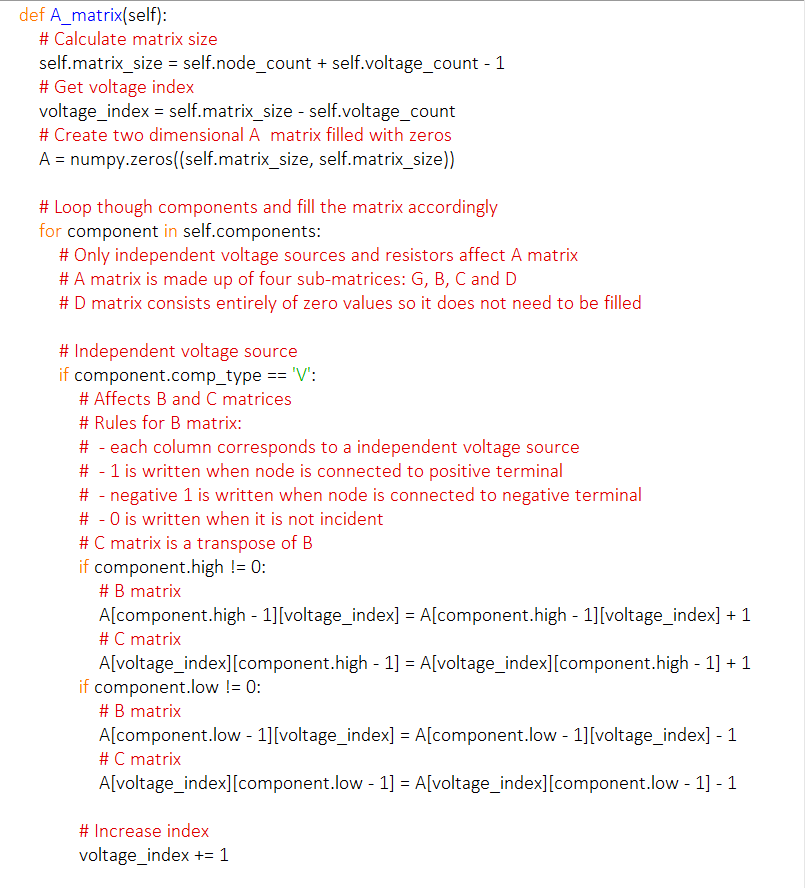 def A_matrix(self):
# Calculate matrix size
self.matrix_size = self.node_count + self.voltage_count - 1
# Get voltage index
voltage_index = self.matrix_size - self.voltage_count
# Create two dimensional A  matrix filled with zeros
A = numpy.zeros((self.matrix_size, self.matrix_size))
# Loop though components and fill the matrix accordingly
for component in self.components:
# Only independent voltage sources and resistors affect A matrix
# A matrix is made up of four sub-matrices: G, B, C and D
# D matrix consists entirely of zero values so it does not need to be filled
# Independent voltage source
if component.comp_type == 'V':
# Affects B and C matrices
# Rules for B matrix:
#  - each column corresponds to a independent voltage source
#  - 1 is written when node is connected to positive terminal
#  - negative 1 is written when node is connected to negative terminal
#  - 0 is written when it is not incident
# C matrix is a transpose of B
if component.high != 0:
# B matrix
A[component.high - 1][voltage_index] = A[component.high - 1][voltage_index] + 1
# C matrix
A[voltage_index][component.high - 1] = A[voltage_index][component.high - 1] + 1
if component.low != 0:
# B matrix
A[component.low - 1][voltage_index] = A[component.low - 1][voltage_index] - 1
# C matrix
A[voltage_index][component.low - 1] = A[voltage_index][component.low - 1] - 1
# Increase index
voltage_index += 1